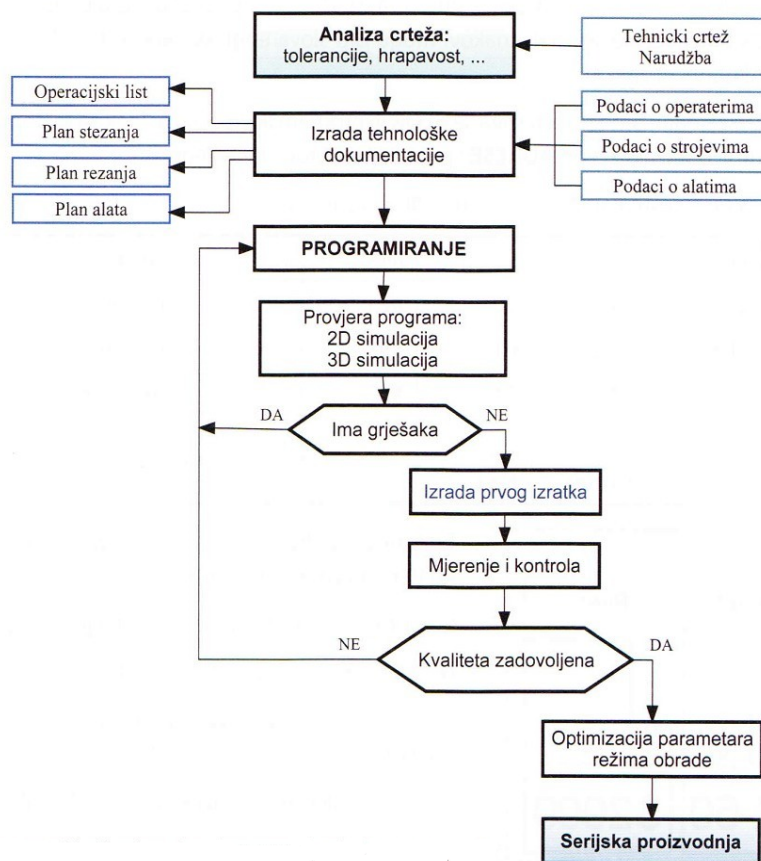 Analiza crteža:
tolerancije, hrapavost, ...
Tehnicki crtež
Narudžba
Operacijski list
Plan stezanja
Plan rezanja
Plan alata
Izrada tehnološke
dokumentacije
Podaci o operaterima
Podaci o strojevima
Podaci o alatima
PROGRAMIRANJE
Provjera programa:
2D simulacija
3D simulacija
DA
Ima grješaka
NE
Izrada prvog izratka
Mjerenje i kontrola
NE
Kvaliteta zadovoljena
DA
Optimizacija parametara
režima obrade
Serijska proizvodnja